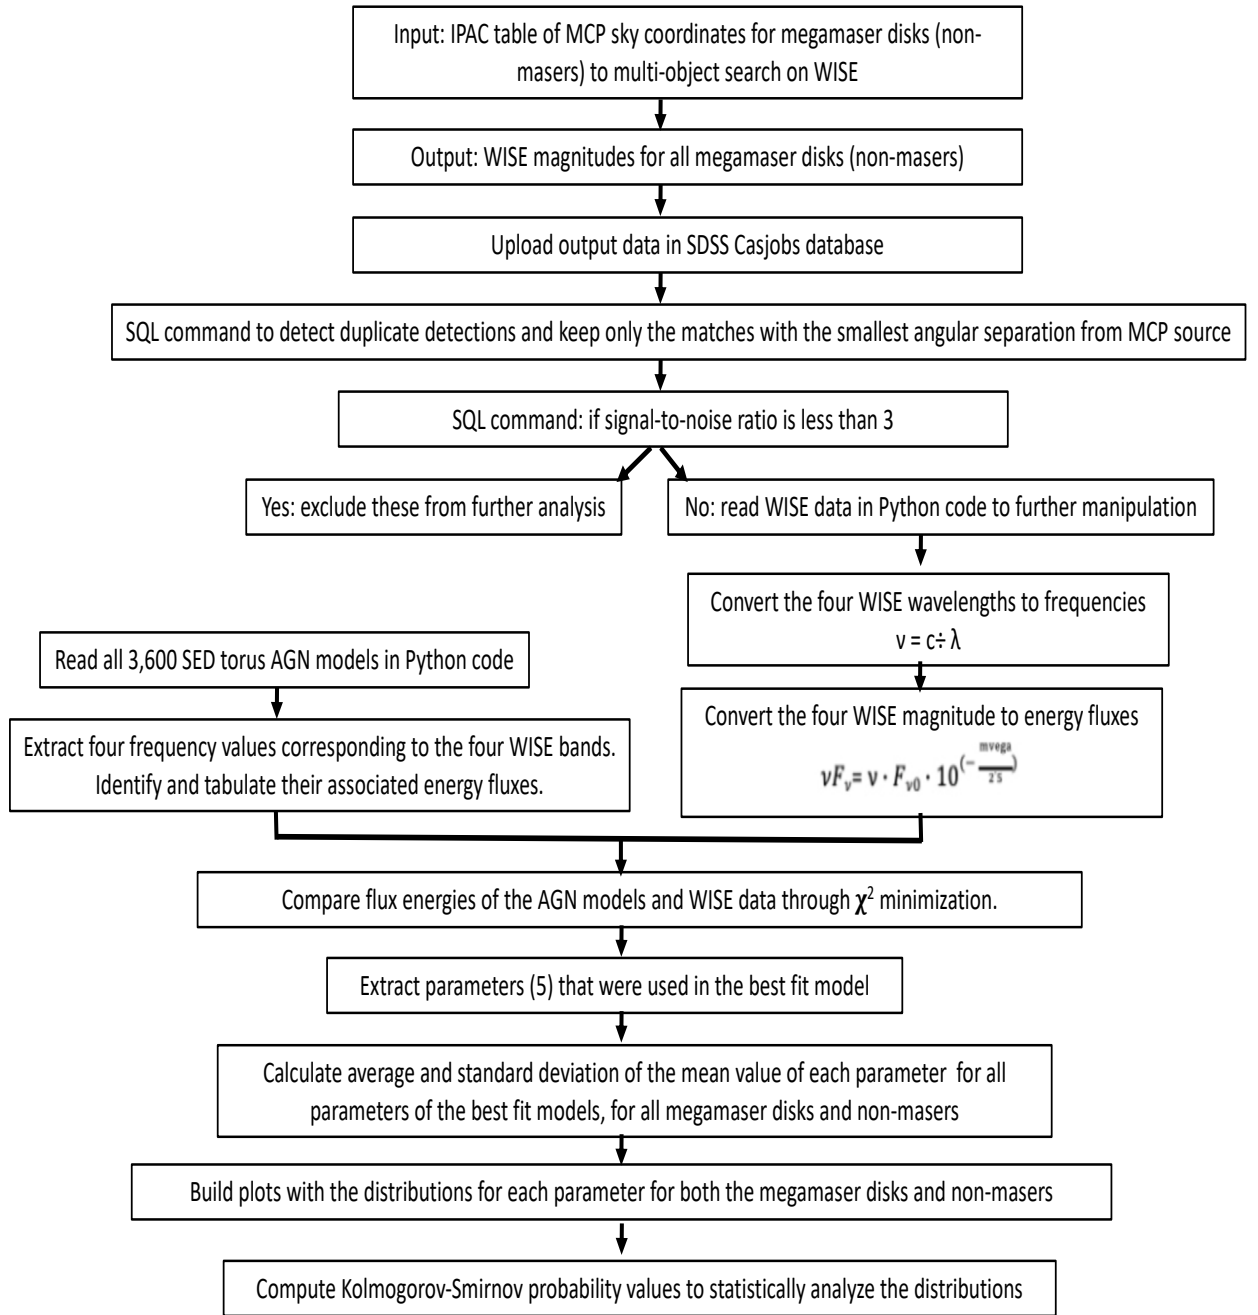 Input: IPAC table of MCP sky coordinates for megamaser disks (non-
masers) to multi-object search on WISE
Output: WISE magnitudes for all megamaser disks (non-masers)
Upload output data in SDSS Casjobs database
SQL command to detect duplicate detections and keep only the matches with the smallest angular separation from MCP source
SQL command: if signal-to-noise ratio is less than 3
Yes: exclude these from further analysis
No: read WISE data in Python code to further manipulation
Convert the four WISE wavelengths to frequencies
ν = c÷ λ
Read all 3,600 SED torus AGN models in Python code
Extract four frequency values corresponding to the four WISE bands.
Identify and tabulate their associated energy fluxes.
Convert the four WISE magnitude to energy fluxes
νF_ν= ν · F_ν0 · 10^(−mvega/2.5)
Compare flux energies of the AGN models and WISE data through χ² minimization.
Extract parameters (5) that were used in the best fit model
Calculate average and standard deviation of the mean value of each parameter for all
parameters of the best fit models, for all megamaser disks and non-masers
Build plots with the distributions for each parameter for both the megamaser disks and non-masers
Compute Kolmogorov-Smirnov probability values to statistically analyze the distributions